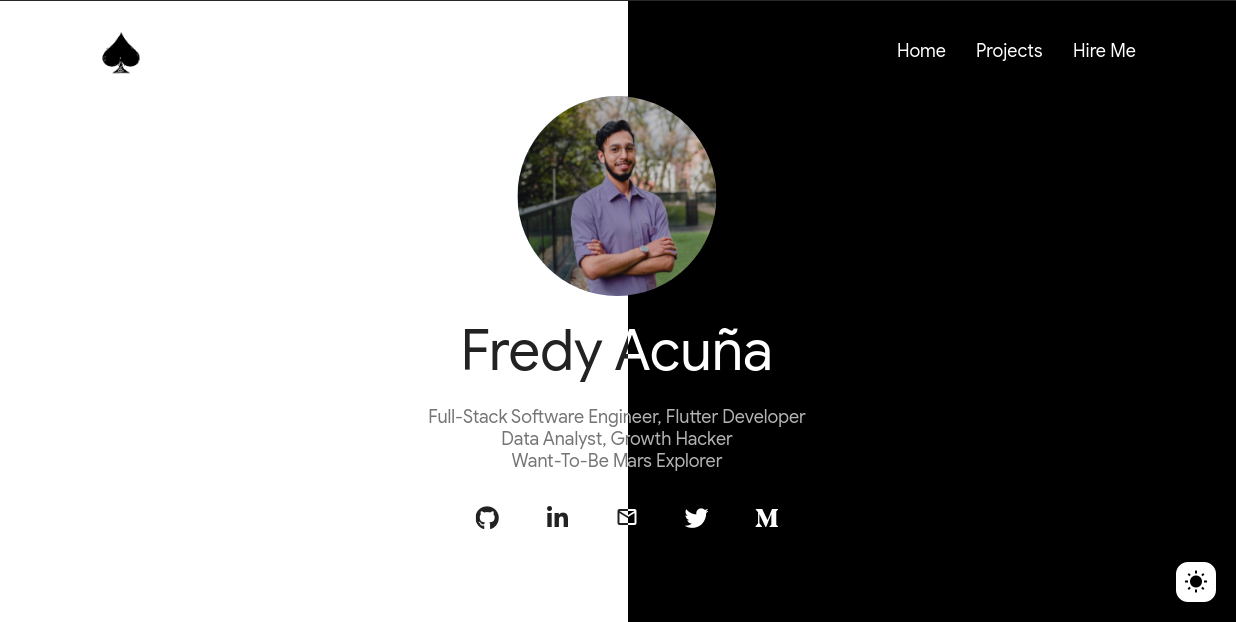 Home Projects Hire Me
Fredy Acuña
Full-Stack Software Engineer, Flutter Developer
Data Analyst, Growth Hacker
Want-To-Be Mars Explorer
in
M